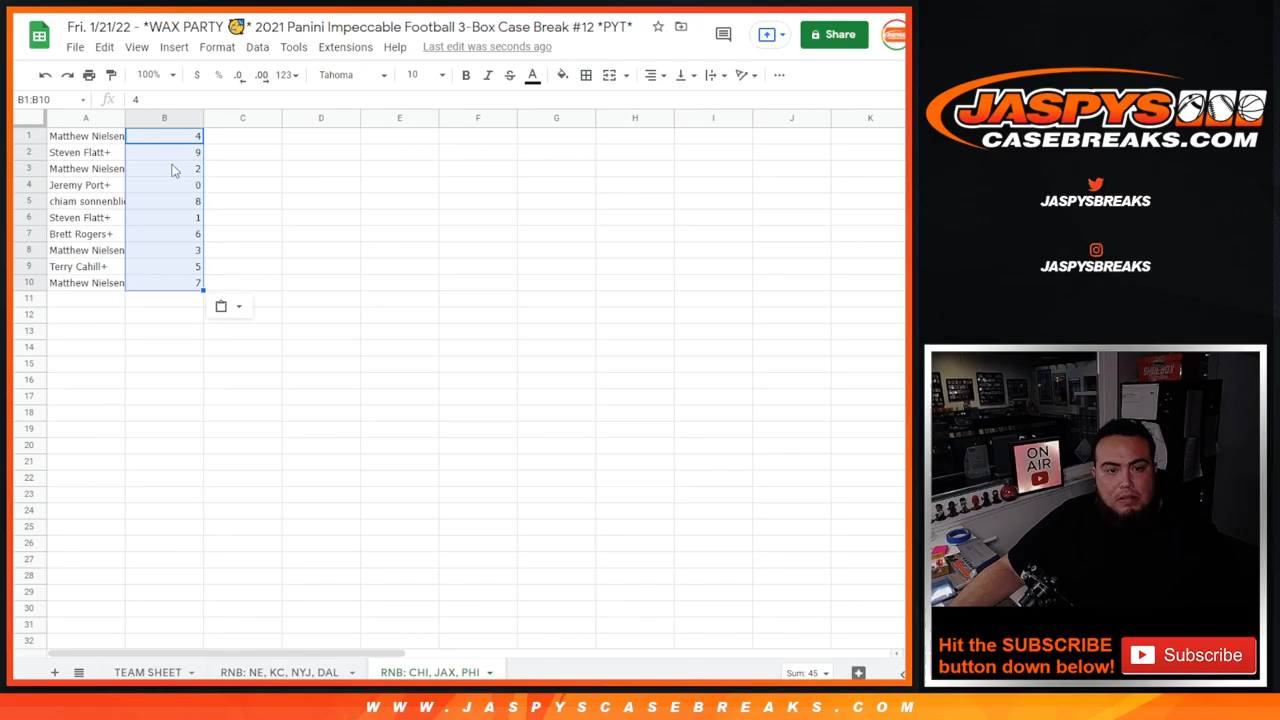 Fri. 1/21/22 - *WAX PARTY 🥳* 2021 Panini Impeccable Football 3-Box Case Break #12 *PYT*
File Edit View Insert Format Data Tools Extensions Help Last edit was seconds ago
Share
100% $ % .0 .00 123 Tahoma 10 B I S A
B1:B10 fx 4
A B C D E F G H I J K
1 Matthew Nielsen 4
2 Steven Flatt+ 9
3 Matthew Nielsen 2
4 Jeremy Port+ 0
5 chiam sonnenbli 8
6 Steven Flatt+ 1
7 Brett Rogers+ 6
8 Matthew Nielsen 3
9 Terry Cahill+ 5
10 Matthew Nielsen 7
11
12
13
14
15
16
17
18
19
20
21
22
23
24
25
26
27
28
29
30
31
32
TEAM SHEET RNB: NE, KC, NYJ, DAL RNB: CHI, JAX, PHI Sum: 45
JASPYS
CASEBREAKS.COM
JASPYSBREAKS
JASPYSBREAKS
ON
AIR
Hit the SUBSCRIBE
button down below!
Subscribe
WWW.JASPYSCASEBREAKS.COM